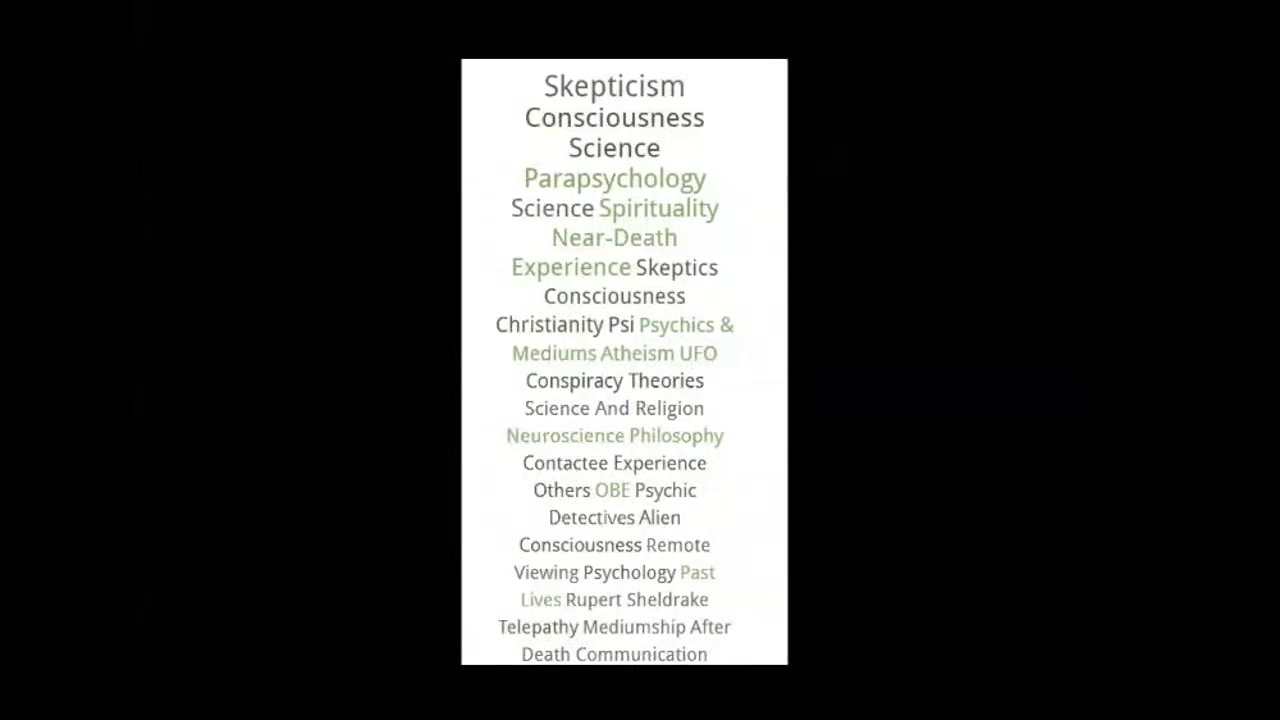 Skepticism
Consciousness
Science
Parapsychology
Science Spirituality
Near-Death
Experience Skeptics
Consciousness
Christianity Psi Psychics &
Mediums Atheism UFO
Conspiracy Theories
Science And Religion
Neuroscience Philosophy
Contactee Experience
Others OBE Psychic
Detectives Alien
Consciousness Remote
Viewing Psychology Past
Lives Rupert Sheldrake
Telepathy Mediumship After
Death Communication